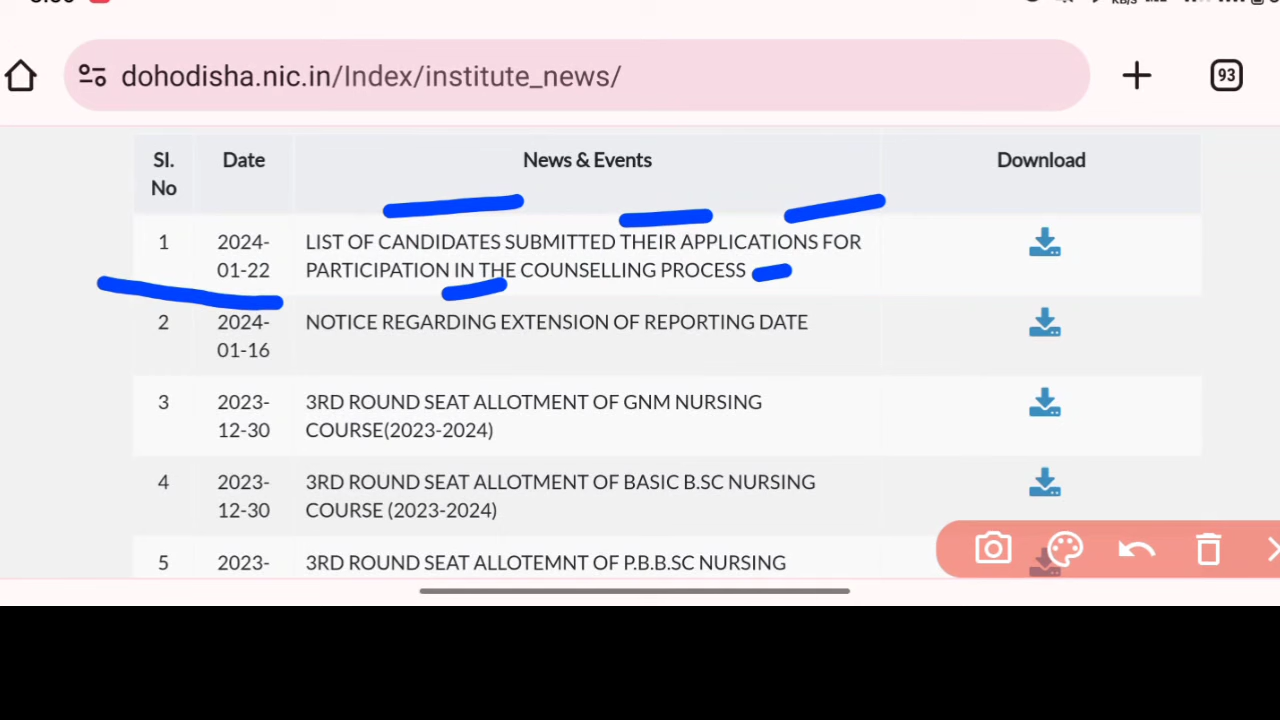 dohodisha.nic.in/Index/institute_news/
93
Sl. No
Date
News & Events
Download
1
2024-01-22
LIST OF CANDIDATES SUBMITTED THEIR APPLICATIONS FOR
PARTICIPATION IN THE COUNSELLING PROCESS
2
2024-01-16
NOTICE REGARDING EXTENSION OF REPORTING DATE
3
2023-12-30
3RD ROUND SEAT ALLOTMENT OF GNM NURSING
COURSE(2023-2024)
4
2023-12-30
3RD ROUND SEAT ALLOTMENT OF BASIC B.SC NURSING
COURSE (2023-2024)
5
2023-
3RD ROUND SEAT ALLOTEMNT OF P.B.B.SC NURSING